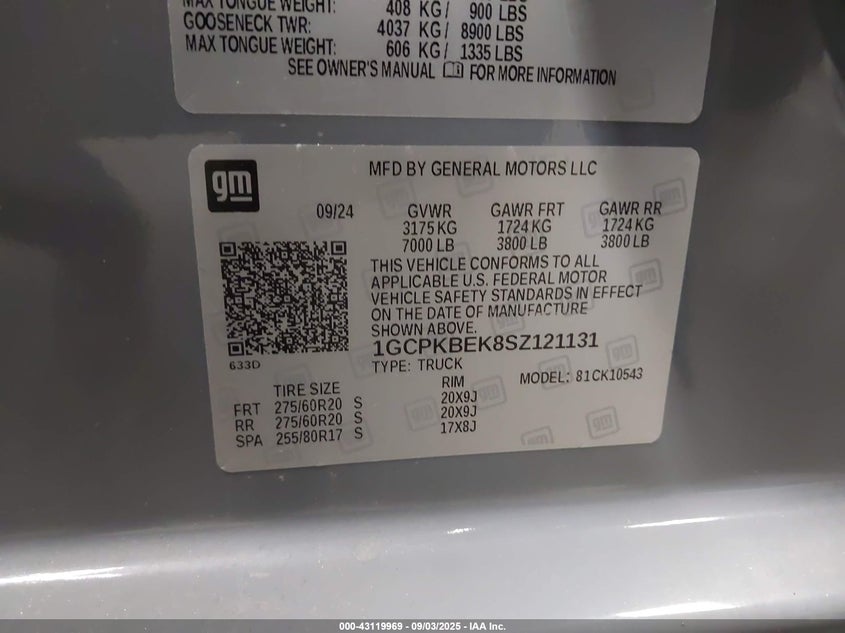 MAX TONGUE WEIGHT: 408 KG/ 900 LBS
GOOSENECK TWR: 4037 KG/ 8900 LBS
MAX TONGUE WEIGHT: 606 KG/ 1335 LBS
SEE OWNER'S MANUAL FOR MORE INFORMATION
gm
MFD BY GENERAL MOTORS LLC
09/24 GVWR GAWR FRT GAWR RR
3175 KG 1724 KG 1724 KG
7000 LB 3800 LB 3800 LB
THIS VEHICLE CONFORMS TO ALL
APPLICABLE U.S. FEDERAL MOTOR
VEHICLE SAFETY STANDARDS IN EFFECT
ON THE DATE OF MANUFACTURE
SHOWN ABOVE.
1GCPKBEK8SZ121131
633D
TYPE: TRUCK
MODEL: 81CK10543
TIRE SIZE RIM
FRT 275/60R20 S 20X9J
RR 275/60R20 S 20X9J
SPA 255/80R17 S 17X8J
000-43119969 - 09/03/2025 - IAA Inc.